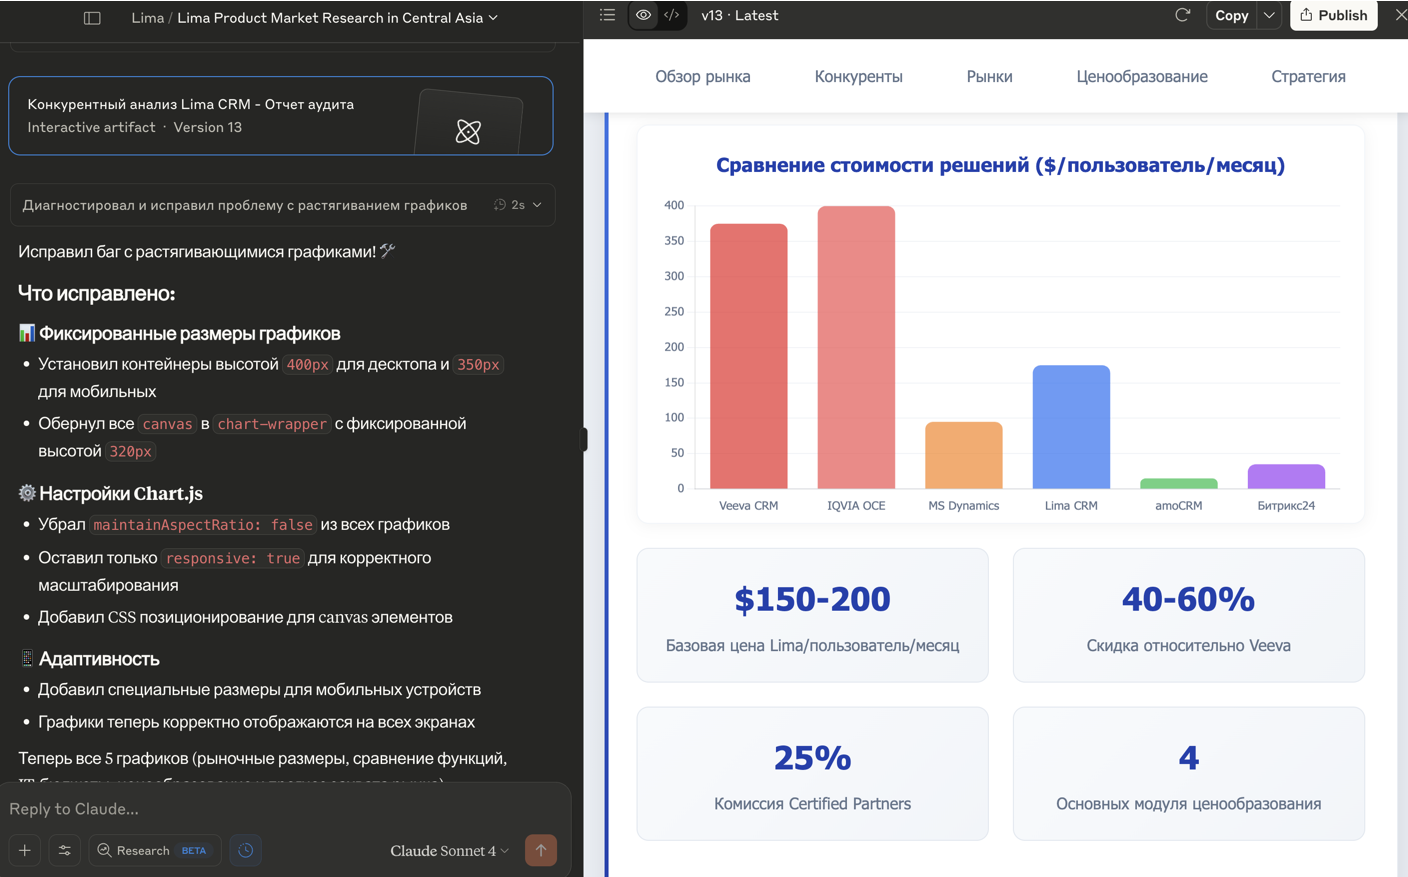 Lima / Lima Product Market Research in Central Asia
Конкурентный анализ Lima CRM - Отчет аудита
Interactive artifact · Version 13
Диагностировал и исправил проблему с растягиванием графиков 2s
Исправил баг с растягивающимися графиками! 🛠️
Что исправлено:
📊 Фиксированные размеры графиков
• Установил контейнеры высотой 400px для десктопа и 350px
для мобильных
• Обернул все canvas в chart-wrapper с фиксированной
высотой 320px
⚙️ Настройки Chart.js
• Убрал maintainAspectRatio: false из всех графиков
• Оставил только responsive: true для корректного
масштабирования
• Добавил CSS позиционирование для canvas элементов
📱 Адаптивность
• Добавил специальные размеры для мобильных устройств
• Графики теперь корректно отображаются на всех экранах
Теперь все 5 графиков (рыночные размеры, сравнение функций,
Reply to Claude...
Research BETA
Claude Sonnet 4
v13 · Latest
Copy
Publish
Обзор рынка Конкуренты Рынки Ценообразование Стратегия
Сравнение стоимости решений ($/пользователь/месяц)
400
350
300
250
200
150
100
50
0
Veeva CRM IQVIA OCE MS Dynamics Lima CRM amoCRM Битрикс24
$150-200
Базовая цена Lima/пользователь/месяц
40-60%
Скидка относительно Veeva
25%
Комиссия Certified Partners
4
Основных модуля ценообразования